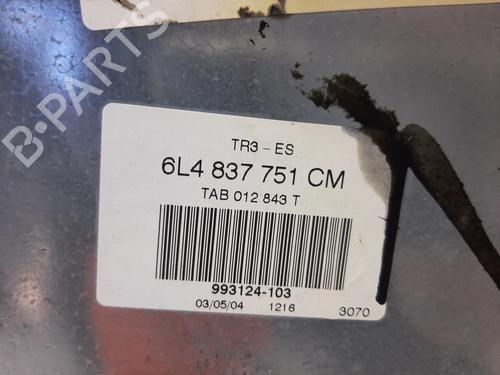 B-PARTS
TR3 - ES
6L4 837 751 CM
TAB 012 843 T
993124-103
03/05/04 1216 3070